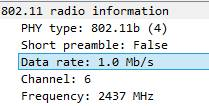 802.11 radio information
PHY type: 802.11b (4)
Short preamble: False
Data rate: 1.0 Mb/s
Channel: 6
Frequency: 2437 MHz